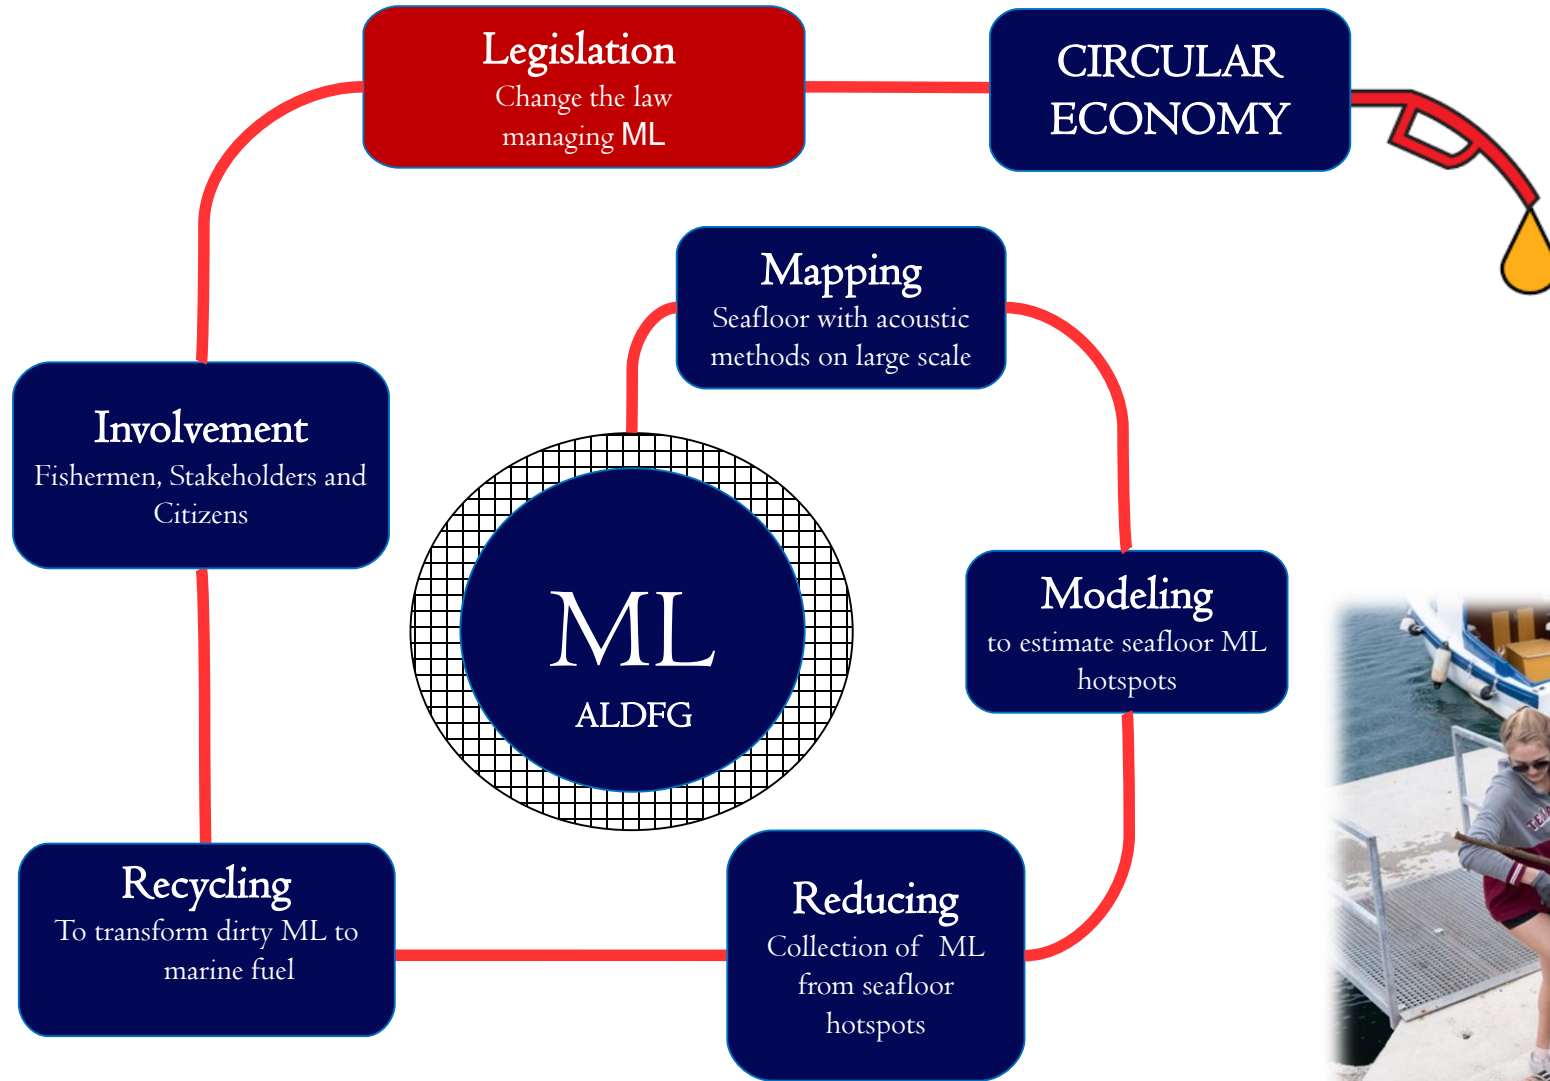 Legislation
Change the law
managing ML
CIRCULAR
ECONOMY
Mapping
Seafloor with acoustic
methods on large scale
Involvement
Fishermen, Stakeholders and
Citizens
ML
ALDFG
Modeling
to estimate seafloor ML
hotspots
Recycling
To transform dirty ML to
marine fuel
Reducing
Collection of ML
from seafloor
hotspots